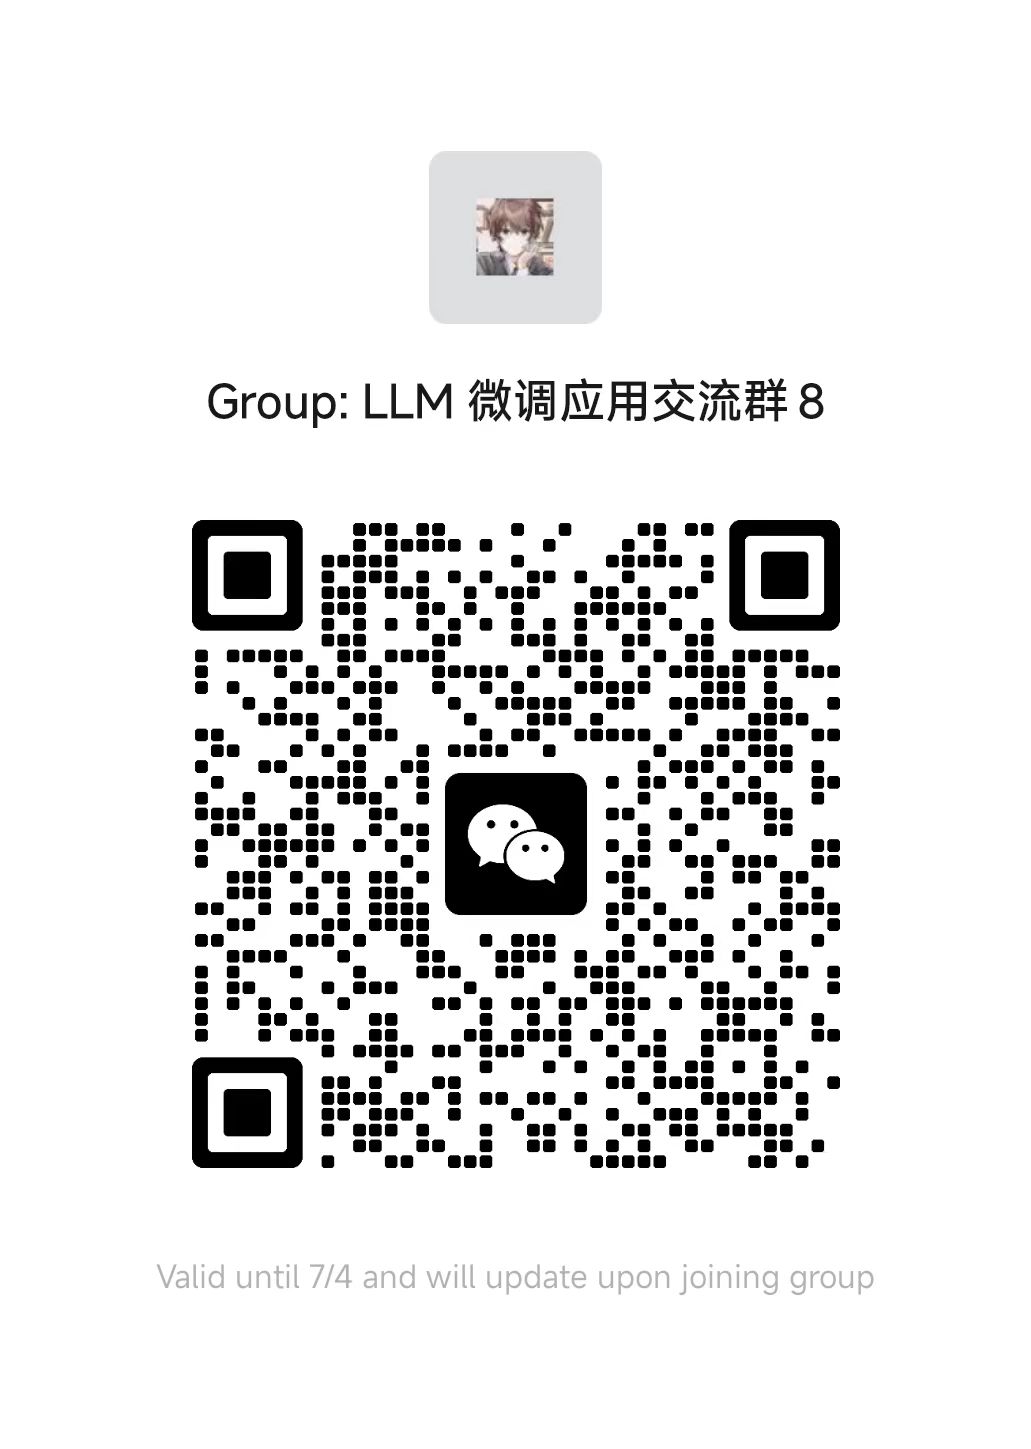 Group: LLM 微调应用交流群 8
Valid until 7/4 and will update upon joining group